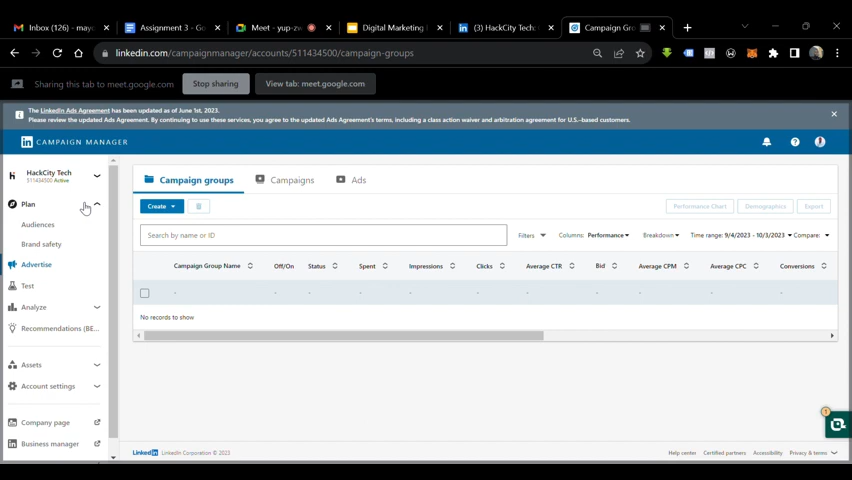 Inbox (126) - mayo
Assignment 3 - Go
Meet - yup-zw
Digital Marketing
(3) HackCity Tech:
Campaign Gro
linkedin.com/campaignmanager/accounts/511434500/campaign-groups
Sharing this tab to meet.google.com
Stop sharing
View tab: meet.google.com
The LinkedIn Ads Agreement has been updated as of June 1st, 2023.
Please review the updated Ads Agreement. By continuing to use these services, you agree to the updated Ads Agreement's terms, including a class action waiver and arbitration agreement for U.S.-based customers.
in CAMPAIGN MANAGER
HackCity Tech
511434500 Active
Plan
Audiences
Brand safety
Advertise
Test
Analyze
Recommendations (BE...
Assets
Account settings
Company page
Business manager
Campaign groups
Campaigns
Ads
Create
Performance Chart
Demographics
Export
Search by name or ID
Filters
Columns: Performance
Breakdown
Time range: 9/4/2023 - 10/3/2023
Compare:
Campaign Group Name
Off/On
Status
Spent
Impressions
Clicks
Average CTR
Bid
Average CPM
Average CPC
Conversions
- - - - - - - - - - -
No records to show
LinkedIn LinkedIn Corporation © 2023
Help center
Certified partners
Accessibility
Privacy & terms
1